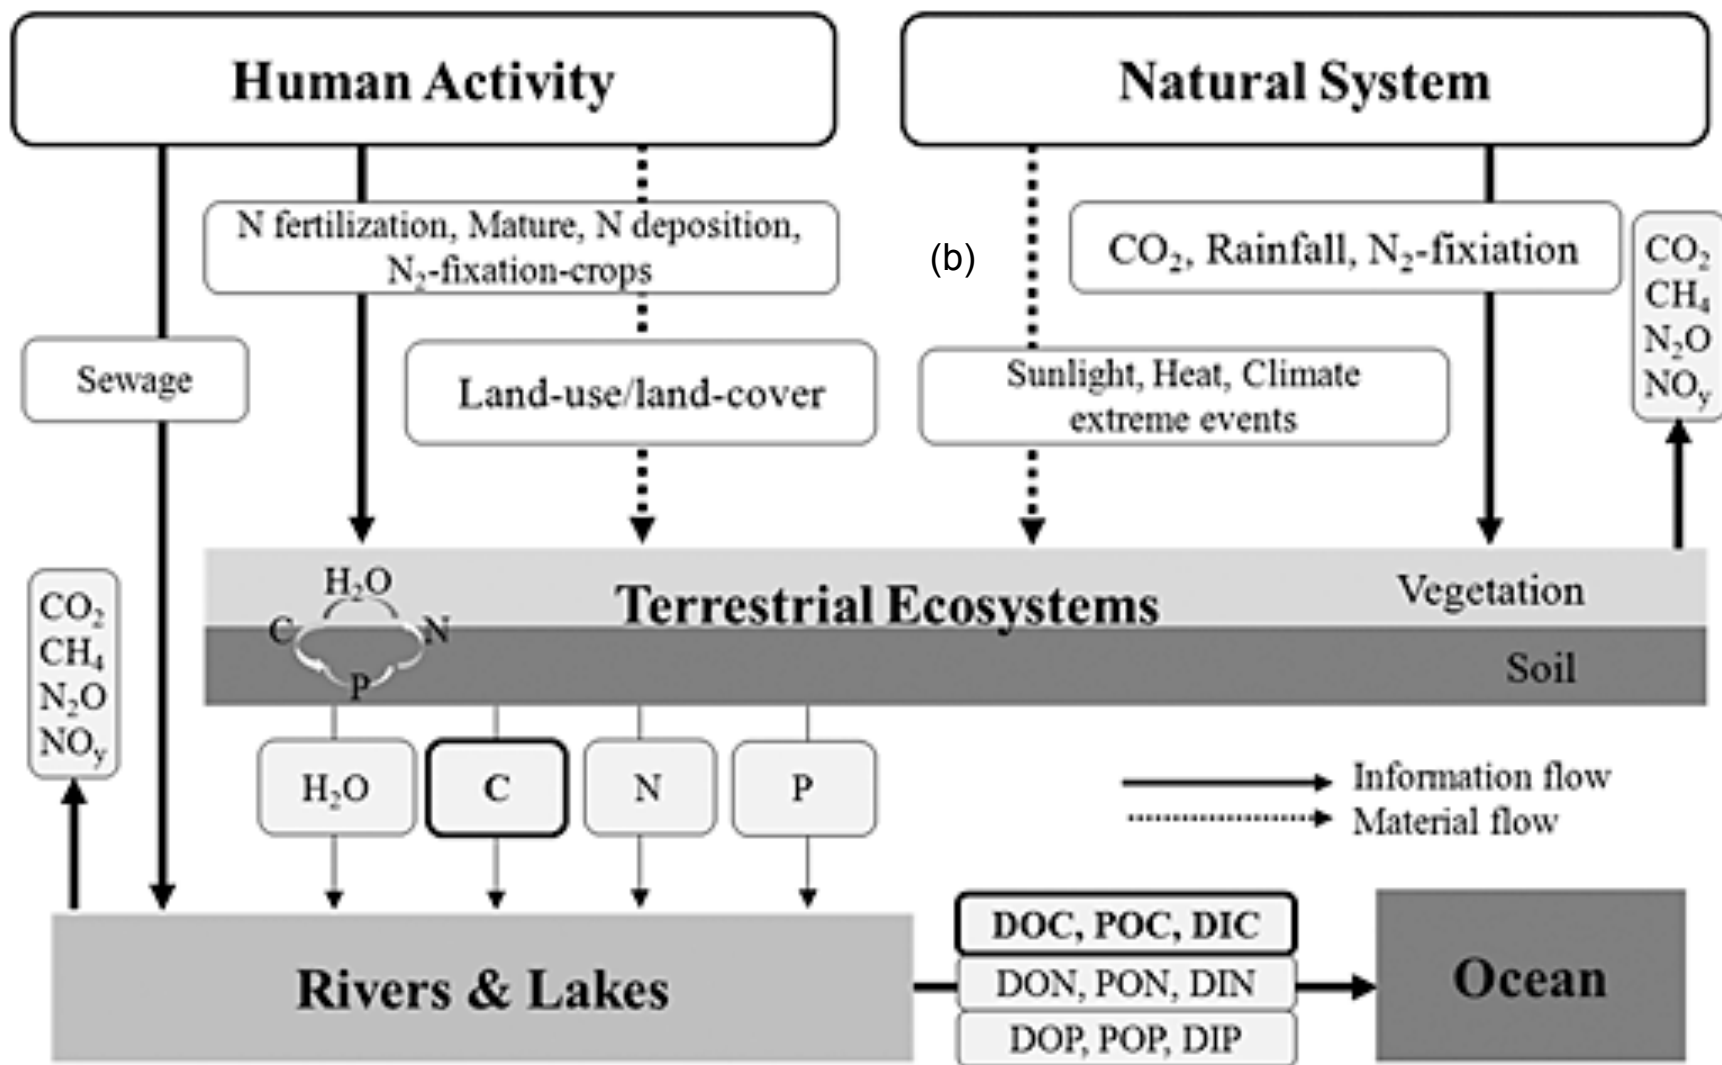 Human Activity
Natural System
N fertilization, Mature, N deposition,
N₂-fixation-crops
(b)
CO₂, Rainfall, N₂-fixiation
CO₂
CH₄
N₂O
NOy
Sewage
Land-use/land-cover
Sunlight, Heat, Climate
extreme events
CO₂
CH₄
N₂O
NOy
H₂O
C
N
P
Terrestrial Ecosystems
Vegetation
Soil
H₂O
C
N
P
Information flow
Material flow
Rivers & Lakes
DOC, POC, DIC
DON, PON, DIN
DOP, POP, DIP
Ocean